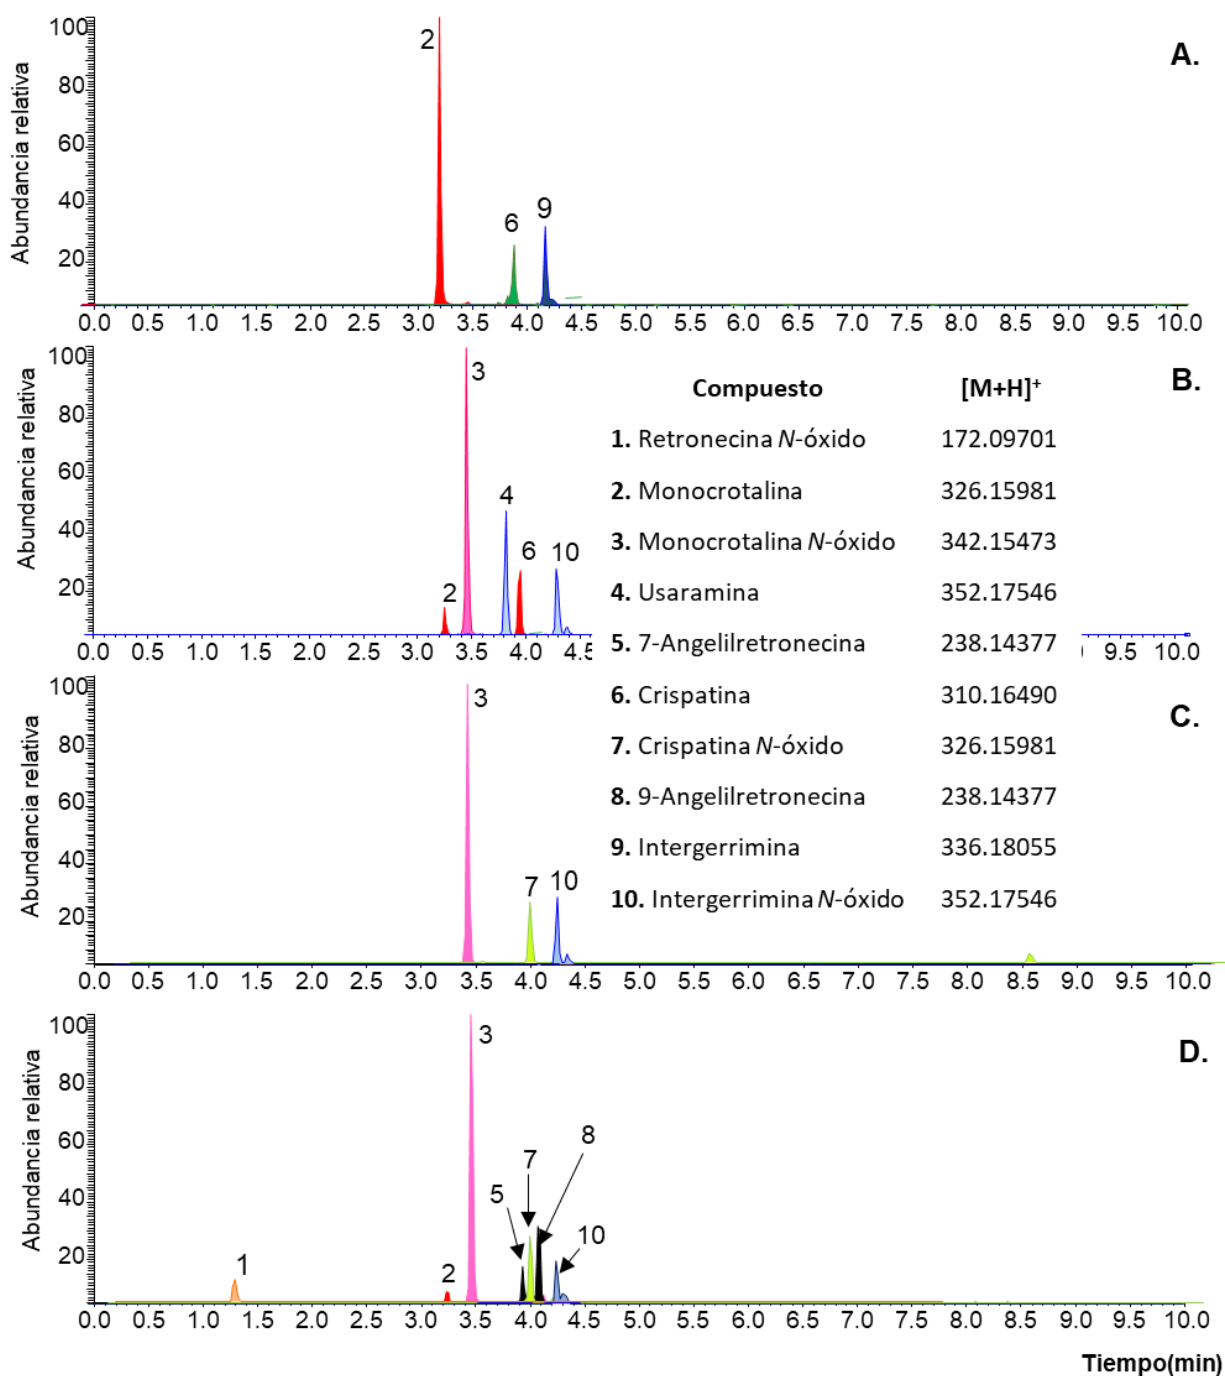 A.
Abundancia relativa
100
80
60
40
20
2
6
9
0.0 0.5 1.0 1.5 2.0 2.5 3.0 3.5 4.0 4.5 5.0 5.5 6.0 6.5 7.0 7.5 8.0 8.5 9.0 9.5 10.0
B.
Abundancia relativa
100
80
60
40
20
2
3
4
6
10
0.0 0.5 1.0 1.5 2.0 2.5 3.0 3.5 4.0 4.5 9.5 10.0
Compuesto [M+H]+
1. Retronecina N-óxido 172.09701
2. Monocrotalina 326.15981
3. Monocrotalina N-óxido 342.15473
4. Usaramina 352.17546
5. 7-Angelilretronecina 238.14377
6. Crispatina 310.16490
7. Crispatina N-óxido 326.15981
8. 9-Angelilretronecina 238.14377
9. Intergerrimina 336.18055
10. Intergerrimina N-óxido 352.17546
C.
Abundancia relativa
100
80
60
40
20
3
7
10
0.0 0.5 1.0 1.5 2.0 2.5 3.0 3.5 4.0 4.5 5.0 5.5 6.0 6.5 7.0 7.5 8.0 8.5 9.0 9.5 10.0
D.
Abundancia relativa
100
80
60
40
20
1
2
3
5
7
8
10
0.0 0.5 1.0 1.5 2.0 2.5 3.0 3.5 4.0 4.5 5.0 5.5 6.0 6.5 7.0 7.5 8.0 8.5 9.0 9.5 10.0
Tiempo(min)